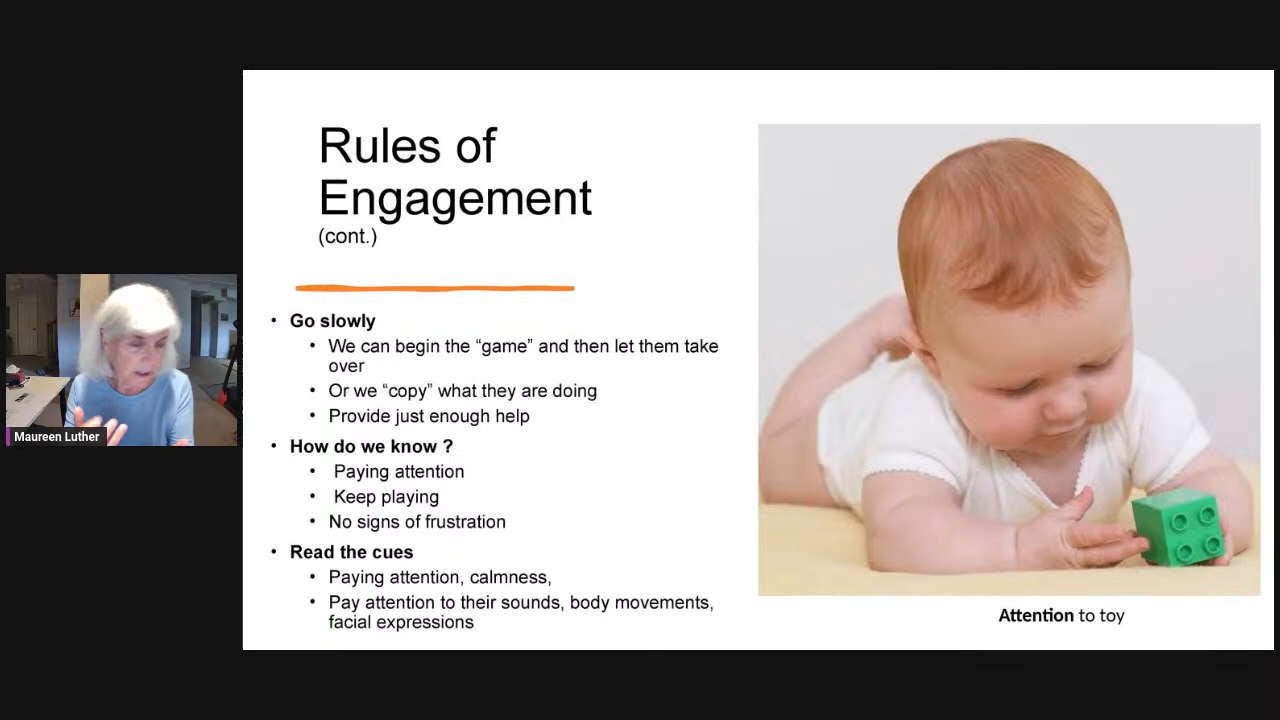 Rules of
Engagement
(cont.)
• Go slowly
• We can begin the “game” and then let them take
over
• Or we “copy” what they are doing
• Provide just enough help
• How do we know ?
• Paying attention
• Keep playing
• No signs of frustration
• Read the cues
• Paying attention, calmness,
• Pay attention to their sounds, body movements,
facial expressions
Attention to toy
Maureen Luther